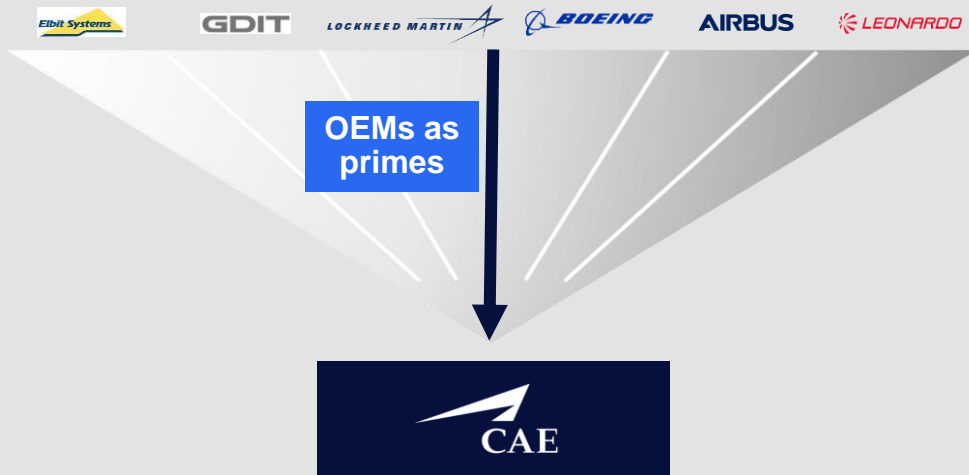 Elbit Systems
GDIT
LOCKHEED MARTIN
BOEING
AIRBUS
LEONARDO
OEMs as
primes
CAE